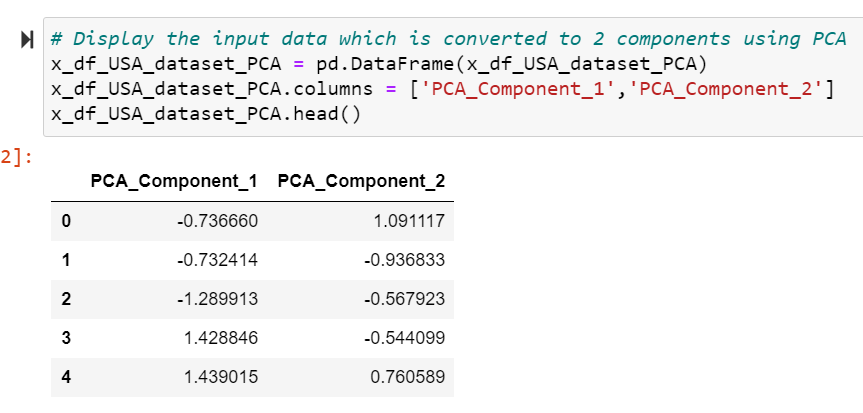 # Display the input data which is converted to 2 components using PCA
x_df_USA_dataset_PCA = pd.DataFrame(x_df_USA_dataset_PCA)
x_df_USA_dataset_PCA.columns = ['PCA_Component_1','PCA_Component_2']
x_df_USA_dataset_PCA.head()
2]:
PCA_Component_1 PCA_Component_2
0 -0.736660 1.091117
1 -0.732414 -0.936833
2 -1.289913 -0.567923
3 1.428846 -0.544099
4 1.439015 0.760589